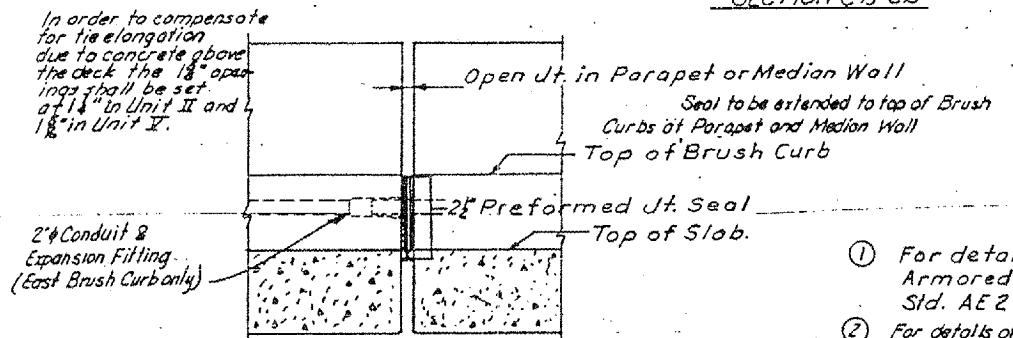 In order to compensate
for tie elongation
due to concrete above
the deck the 1⅞" open-
ings shall be set
at 1¼" in Unit II and
in Unit V.
Open Jt. in Parapet or Median Wall
Seal to be extended to top of Brush
Curbs at Parapet and Median Wall
Top of Brush Curb
2½" Preformed Jt. Seal
Top of Slab.
2"ϕ Conduit &
Expansion Fitting
(East Brush Curb only)
① For detai
Armored
Std. AE 2
② For details o